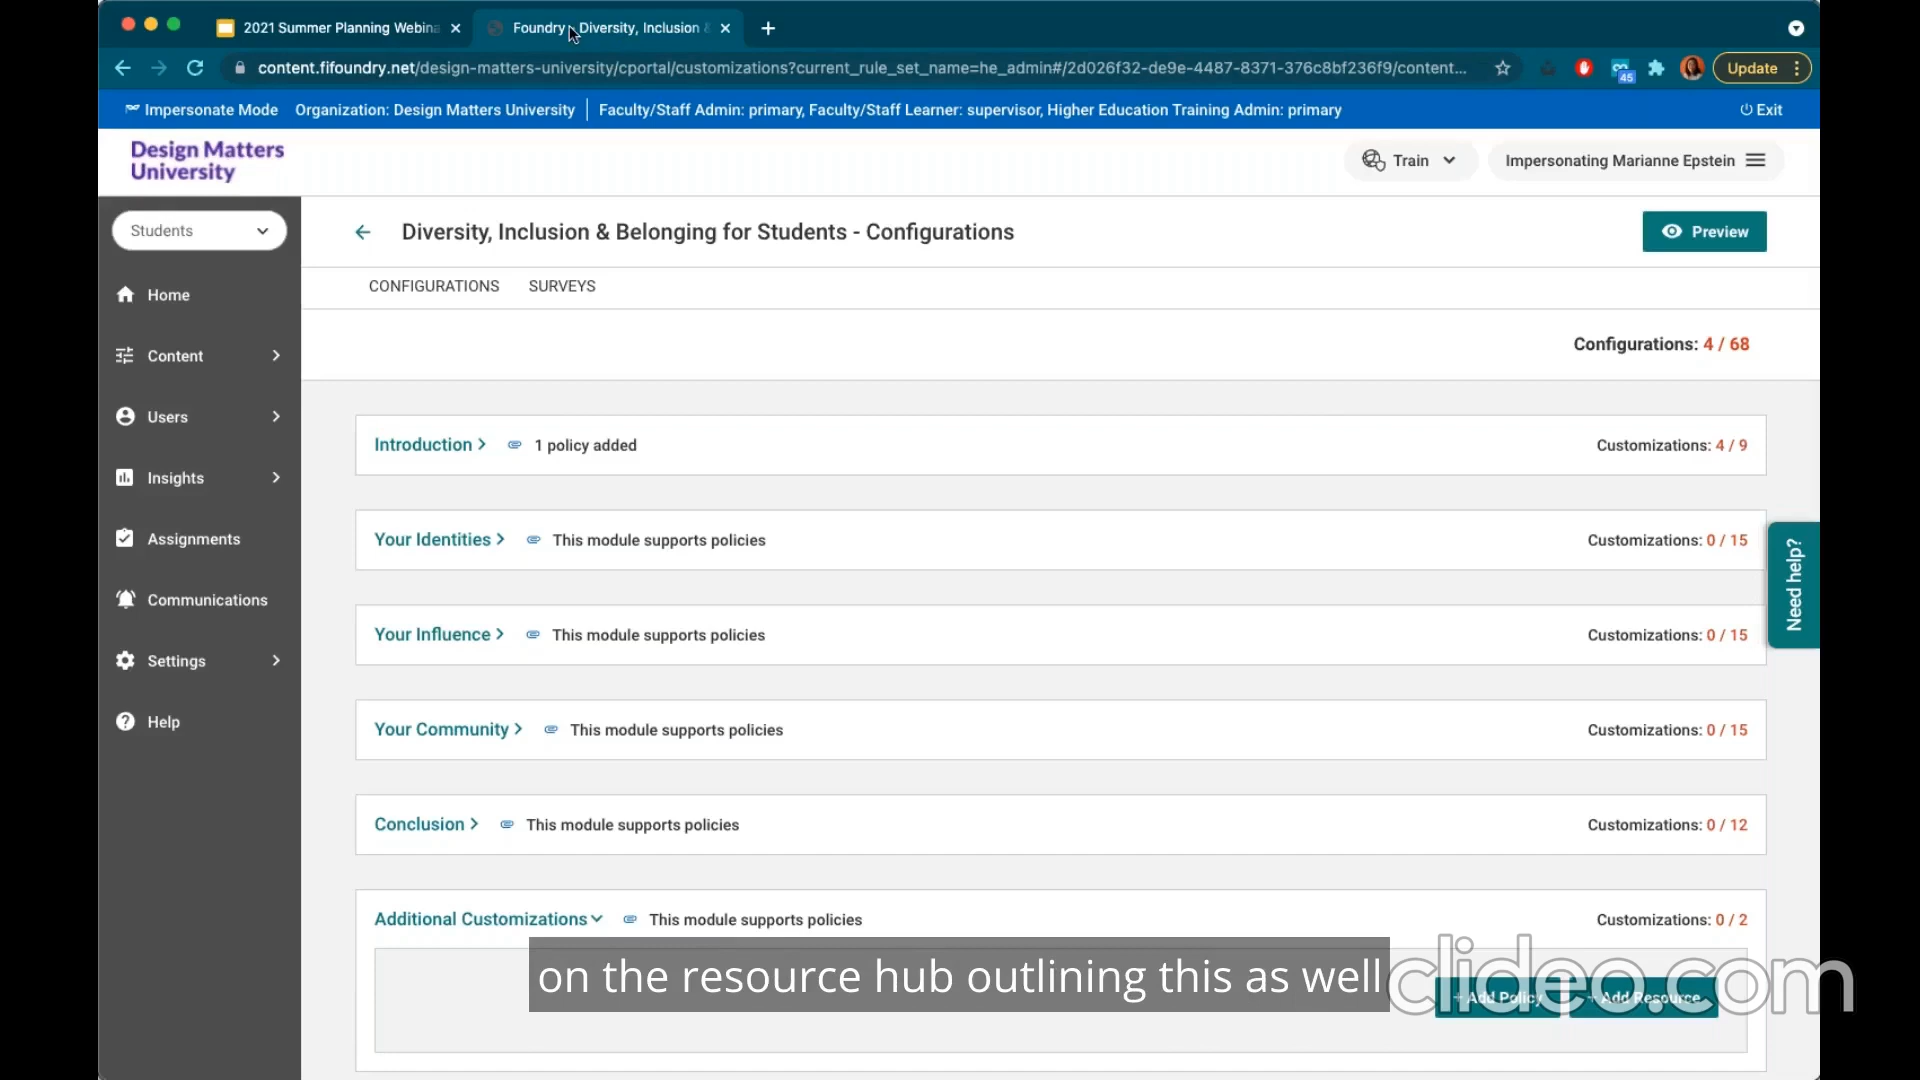 2021 Summer Planning Webina
Foundry - Diversity, Inclusion &
content.fifoundry.net/design-matters-university/cportal/customizations?current_rule_set_name=he_admin#/2d026f32-de9e-4487-8371-376c8bf236f9/content...
45
Update
Impersonate Mode Organization: Design Matters University Faculty/Staff Admin: primary, Faculty/Staff Learner: supervisor, Higher Education Training Admin: primary Exit
Design Matters
University
Train
Impersonating Marianne Epstein
Students
Diversity, Inclusion & Belonging for Students - Configurations
Preview
Home
CONFIGURATIONS SURVEYS
Content
Configurations: 4 / 68
Users
Introduction 1 policy added Customizations: 4 / 9
Insights
Your Identities This module supports policies Customizations: 0 / 15
Assignments
Need help?
Communications
Your Influence This module supports policies Customizations: 0 / 15
Settings
Your Community This module supports policies Customizations: 0 / 15
Help
Conclusion This module supports policies Customizations: 0 / 12
Additional Customizations This module supports policies Customizations: 0 / 2
on the resource hub outlining this as well
+ Add Policy + Add Resource
clideo.com